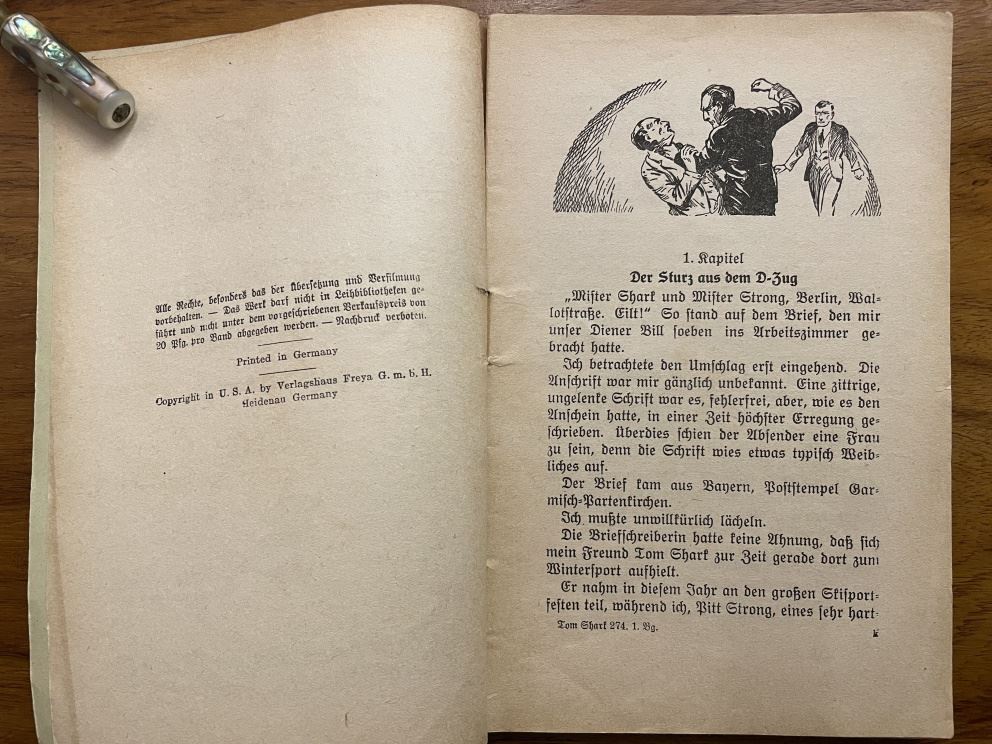 Alle Rechte, besonders das der Übersetzung und Verfilmung
vorbehalten. — Das Werk darf nicht in Leihbibliotheken ge-
führt und nicht unter dem vorgeschriebenen Verkaufspreis von
20 Pfg. pro Band abgegeben werden. — Nachdruck verboten.
Printed in Germany
Copyright in U. S. A. by Verlagshaus Freya G. m. b. H.
Heidenau Germany
1. Kapitel
Der Sturz aus dem D-Zug
„Mister Shark und Mister Strong, Berlin, Wal-
lotstraße. Eilt!“ So stand auf dem Brief, den mir
unser Diener Bill soeben ins Arbeitszimmer ge-
bracht hatte.
Ich betrachtete den Umschlag erst eingehend. Die
Anschrift war mir gänzlich unbekannt. Eine zittrige,
ungelenke Schrift war es, fehlerfrei, aber, wie es den
Anschein hatte, in einer Zeit höchster Erregung ge-
schrieben. Überdies schien der Absender eine Frau
zu sein, denn die Schrift wies etwas typisch Weib-
liches auf.
Der Brief kam aus Bayern, Poststempel Gar-
misch-Partenkirchen.
Ich mußte unwillkürlich lächeln.
Die Briefschreiberin hatte keine Ahnung, daß sich
mein Freund Tom Shark zur Zeit gerade dort zum
Wintersport aufhielt.
Er nahm in diesem Jahr an den großen Skisport-
festen teil, während ich, Pitt Strong, eines sehr hart-
Tom Shark 274. 1. Bg.